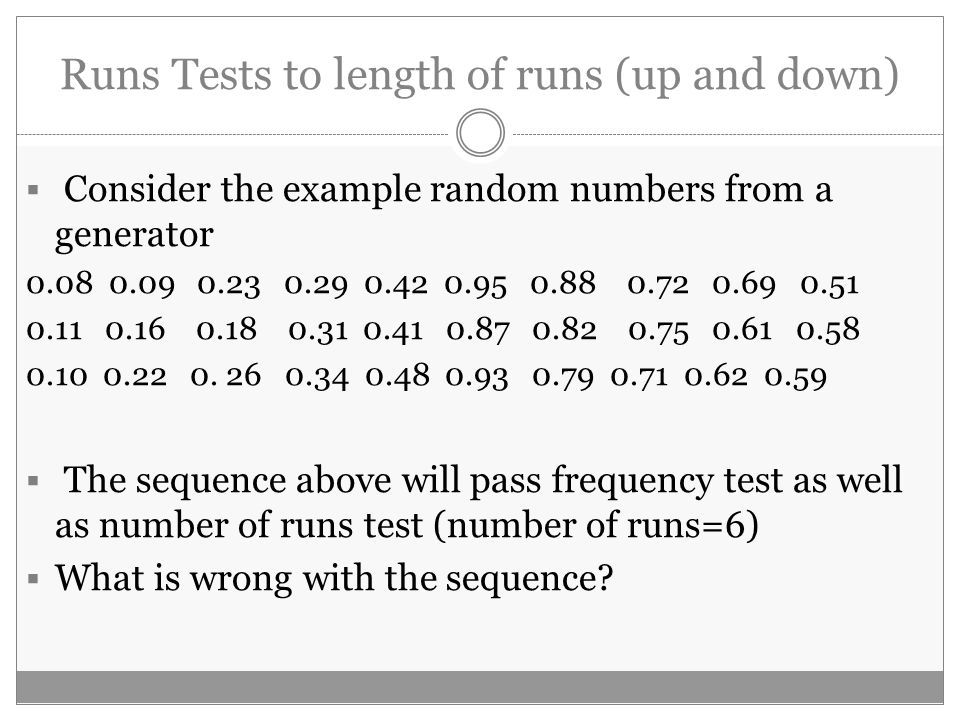 Runs Tests to length of runs (up and down)
▪ Consider the example random numbers from a
generator
0.08 0.09 0.23 0.29 0.42 0.95 0.88 0.72 0.69 0.51
0.11 0.16 0.18 0.31 0.41 0.87 0.82 0.75 0.61 0.58
0.10 0.22 0. 26 0.34 0.48 0.93 0.79 0.71 0.62 0.59
▪ The sequence above will pass frequency test as well
as number of runs test (number of runs=6)
▪ What is wrong with the sequence?